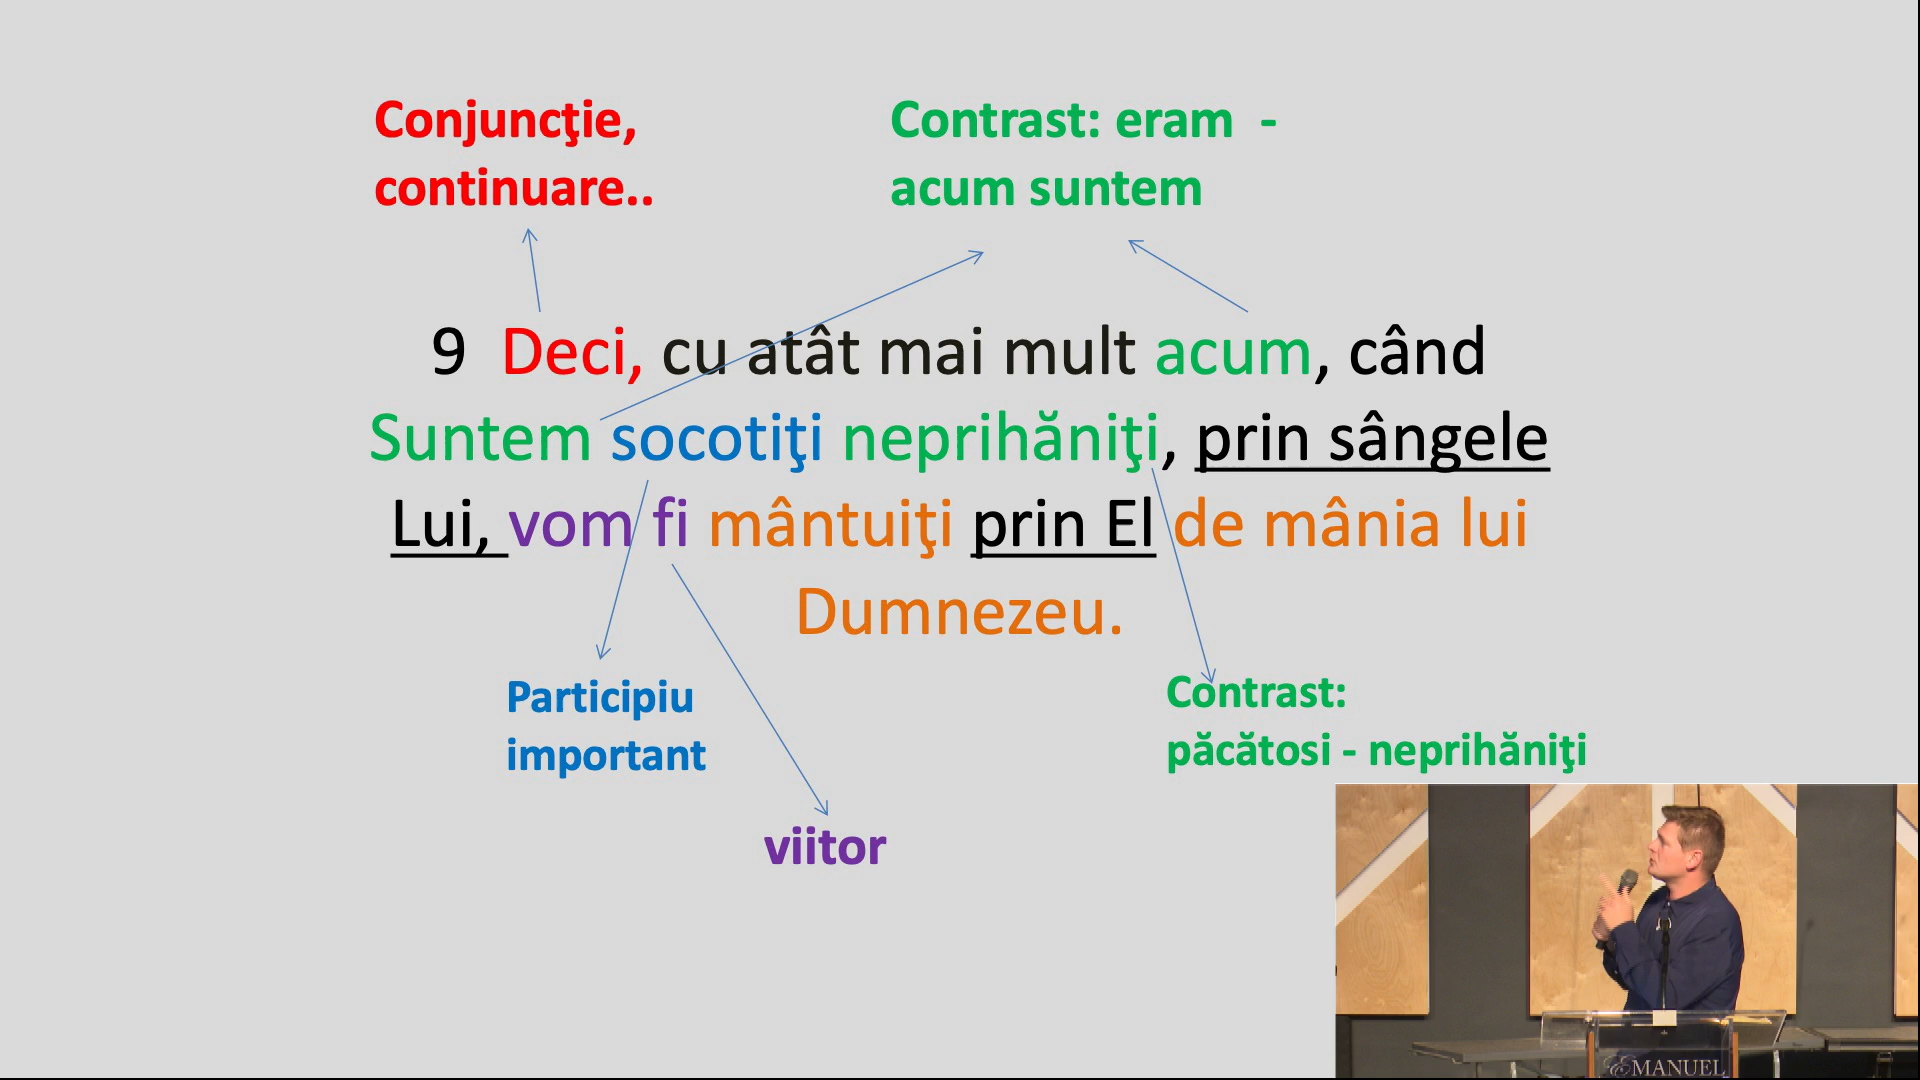 Conjuncţie,
continuare..
Contrast: eram -
acum suntem
9 Deci, cu atât mai mult acum, când
Suntem socotiţi neprihăniţi, prin sângele
Lui, vom fi mântuiţi prin El de mânia lui
Dumnezeu.
Participiu
important
Contrast:
păcătosi - neprihăniţi
viitor
EMANUEL